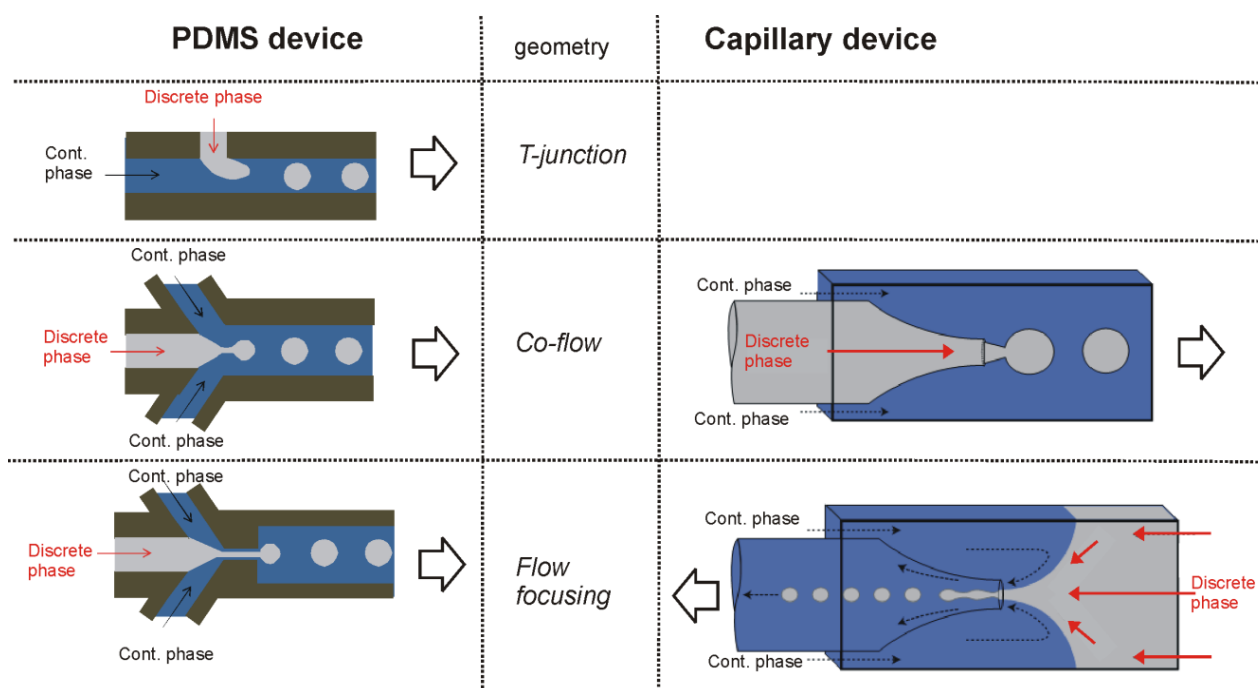 PDMS device
geometry
Capillary device
Discrete phase
Cont.
phase
T-junction
Cont. phase
Discrete
phase
Cont. phase
Co-flow
Cont. phase
Discrete
phase
Cont. phase
Cont. phase
Discrete
phase
Cont. phase
Flow
focusing
Cont. phase
Discrete
phase
Cont. phase